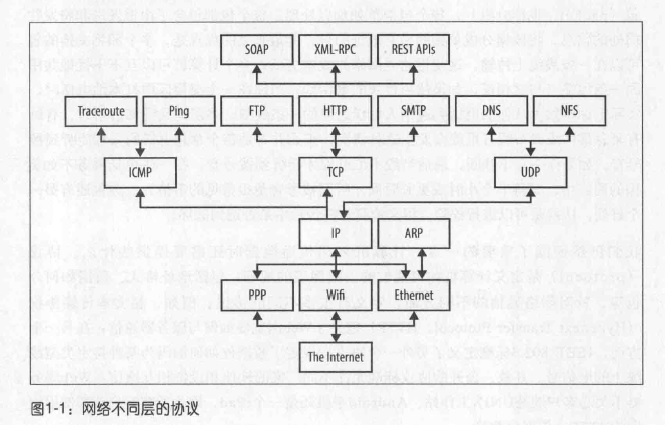 SOAP XML-RPC REST APIs
Traceroute Ping FTP HTTP SMTP DNS NFS
ICMP TCP UDP
IP ARP
PPP Wifi Ethernet
The Internet
图1-1：网络不同层的协议